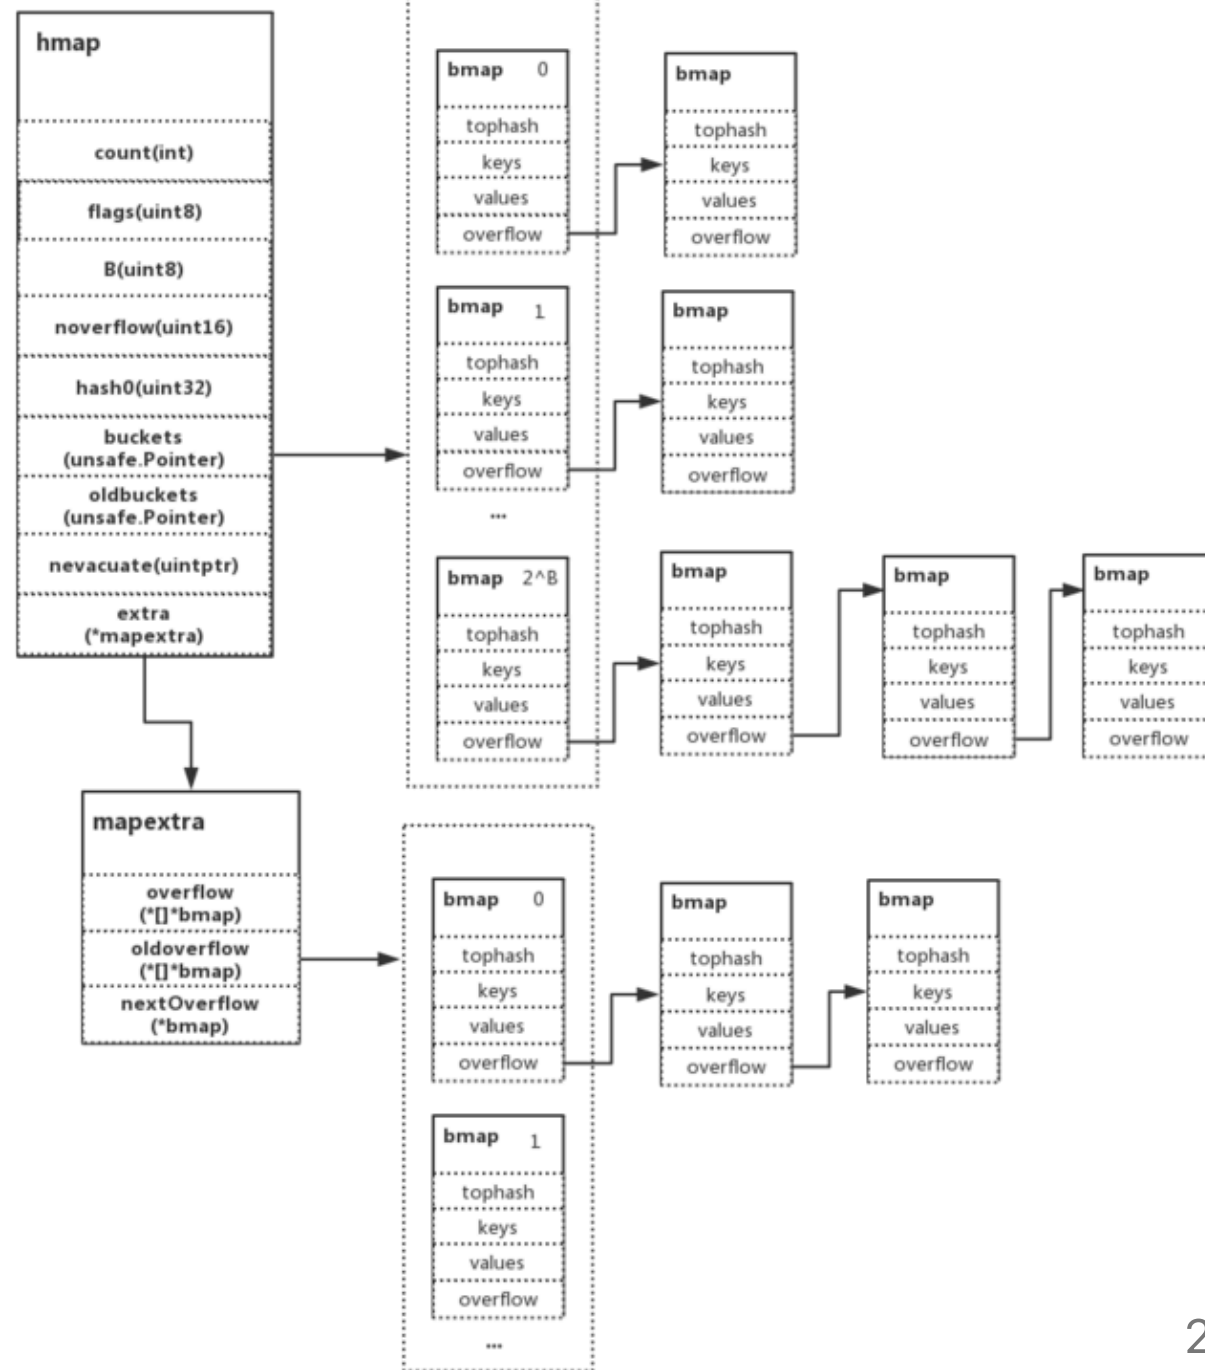 hmap
count(int)
flags(uint8)
B(uint8)
noverflow(uint16)
hash0(uint32)
buckets
(unsafe.Pointer)
oldbuckets
(unsafe.Pointer)
nevacuate(uintptr)
extra
(*mapextra)
bmap 0
tophash
keys
values
overflow
bmap
tophash
keys
values
overflow
bmap 1
tophash
keys
values
overflow
...
bmap
tophash
keys
values
overflow
bmap 2^B
tophash
keys
values
overflow
bmap
tophash
keys
values
overflow
bmap
tophash
keys
values
overflow
bmap
tophash
keys
values
overflow
mapextra
overflow
(*[]*bmap)
oldoverflow
(*[]*bmap)
nextOverflow
(*bmap)
bmap 0
tophash
keys
values
overflow
bmap
tophash
keys
values
overflow
bmap
tophash
keys
values
overflow
bmap 1
tophash
keys
values
overflow
...
2